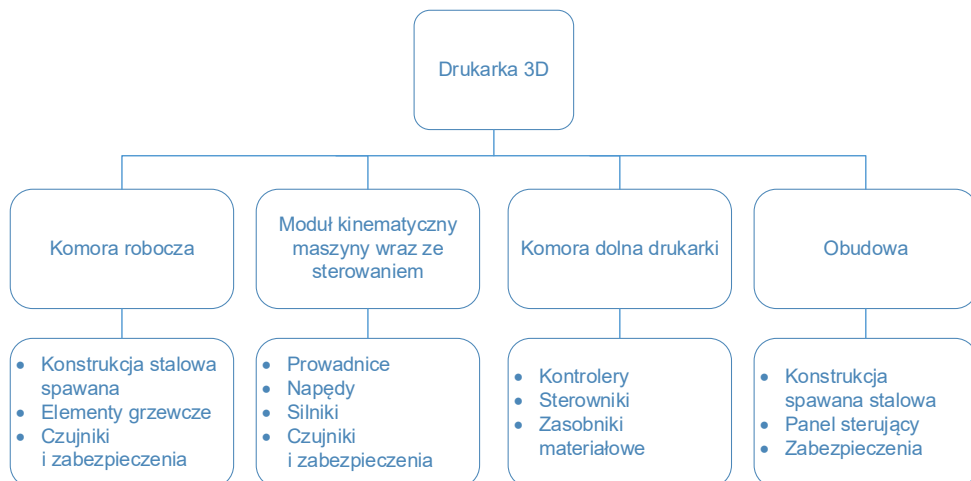 Drukarka 3D
Komora robocza
Moduł kinematyczny
maszyny wraz ze
sterowaniem
Komora dolna drukarki
Obudowa
• Konstrukcja stalowa
spawana
• Elementy grzewcze
• Czujniki
i zabezpieczenia
• Prowadnice
• Napędy
• Silniki
• Czujniki
i zabezpieczenia
• Kontrolery
• Sterowniki
• Zasobniki
materiałowe
• Konstrukcja
spawana stalowa
• Panel sterujący
• Zabezpieczenia